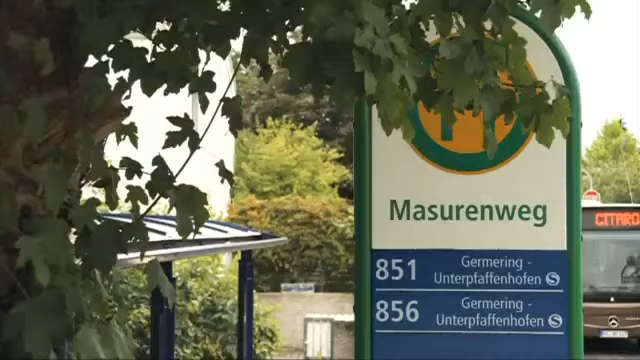 Masurenweg
CITARO
851 Germering -
Unterpfaffenhofen S
856 Germering -
Unterpfaffenhofen S